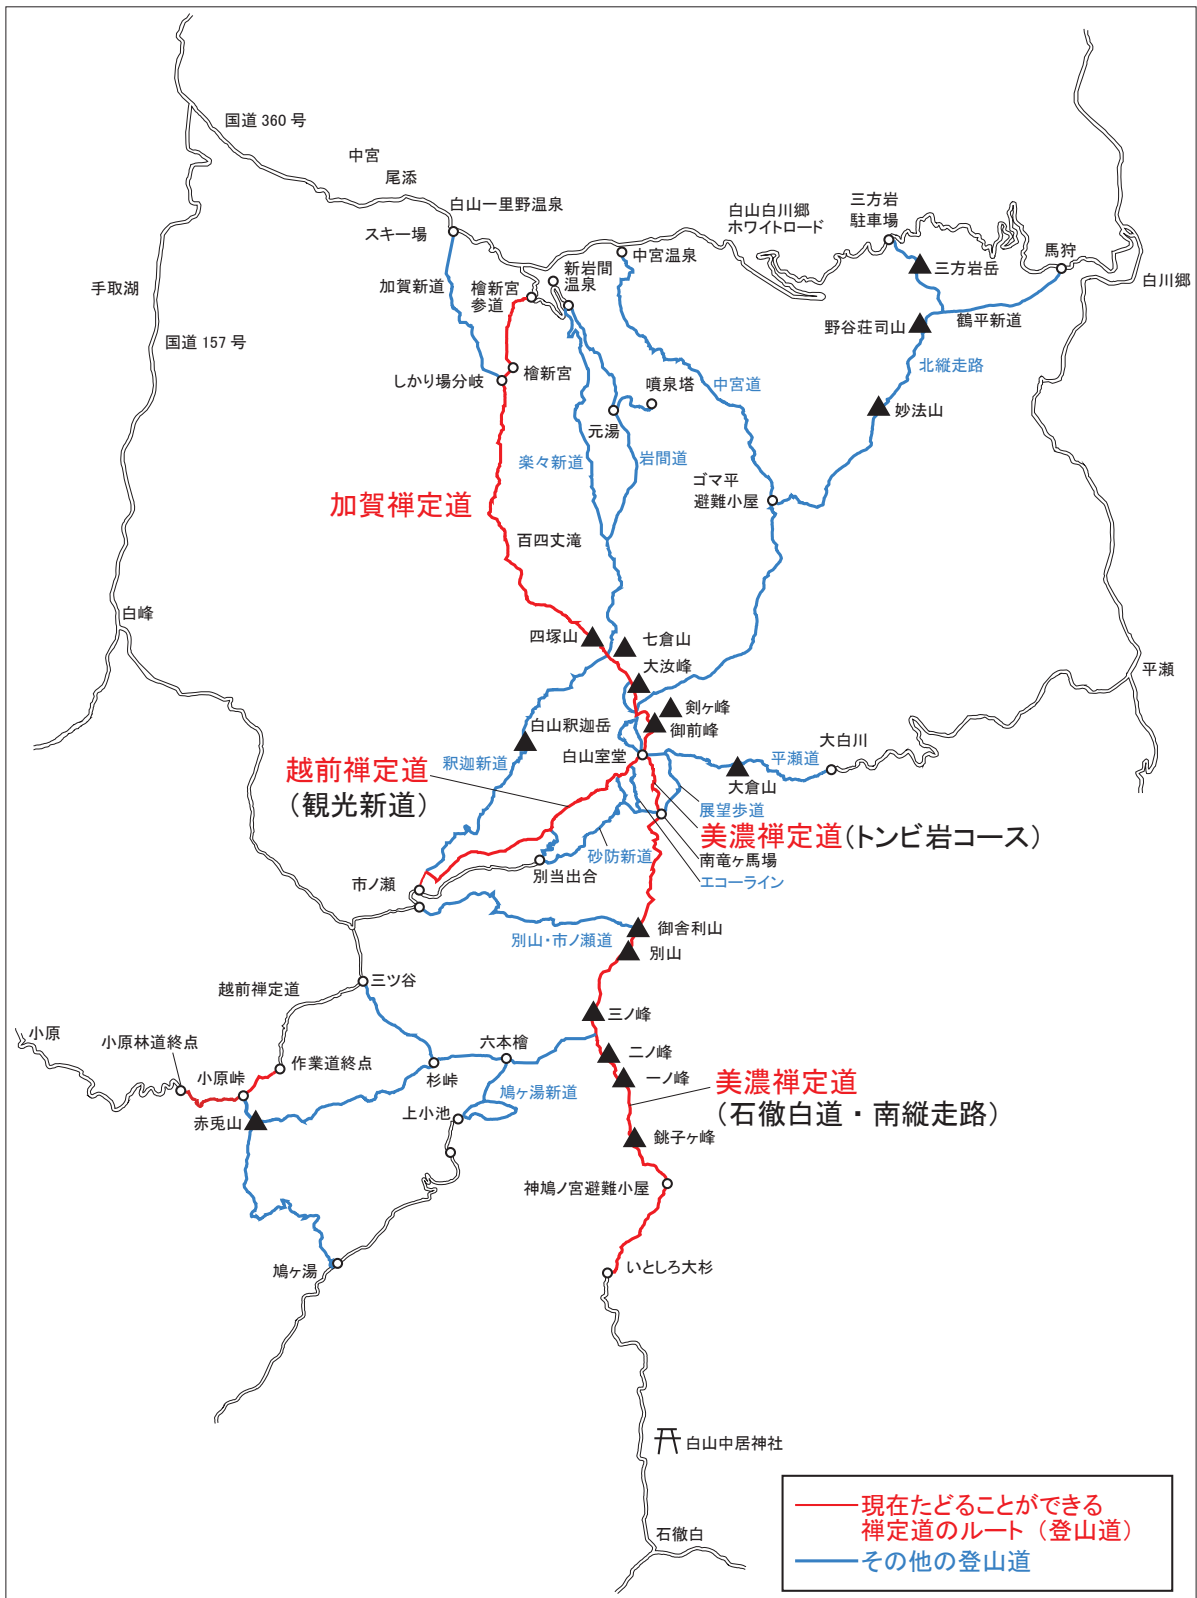 国道 360 号
中宮
尾添
白山一里野温泉
スキー場
白山白川郷
ホワイトロード
三方岩
駐車場
中宮温泉
三方岩岳
馬狩
白川郷
新岩間
温泉
檜新宮
参道
加賀新道
手取湖
国道 157 号
野谷荘司山
鶴平新道
北縦走路
檜新宮
しかり場分岐
噴泉塔
中宮道
妙法山
元湯
楽々新道
岩間道
ゴマ平
避難小屋
加賀禅定道
百四丈滝
白峰
四塚山
七倉山
大汝峰
平瀬
剣ヶ峰
御前峰
白山釈迦岳
白山室堂
大白川
平瀬道
釈迦新道
大倉山
越前禅定道
(観光新道)
展望歩道
美濃禅定道(トンビ岩コース)
砂防新道
南竜ヶ馬場
別当出合
エコーライン
市ノ瀬
御舎利山
別山・市ノ瀬道
別山
三ツ谷
越前禅定道
三ノ峰
小原
小原林道終点
六本檜
二ノ峰
作業道終点
小原峠
杉峠
一ノ峰
美濃禅定道
(石徹白道・南縦走路)
鳩ヶ湯新道
上小池
赤兎山
銚子ヶ峰
神鳩ノ宮避難小屋
鳩ヶ湯
いとしろ大杉
白山中居神社
石徹白
現在たどることができる
禅定道のルート（登山道）
その他の登山道